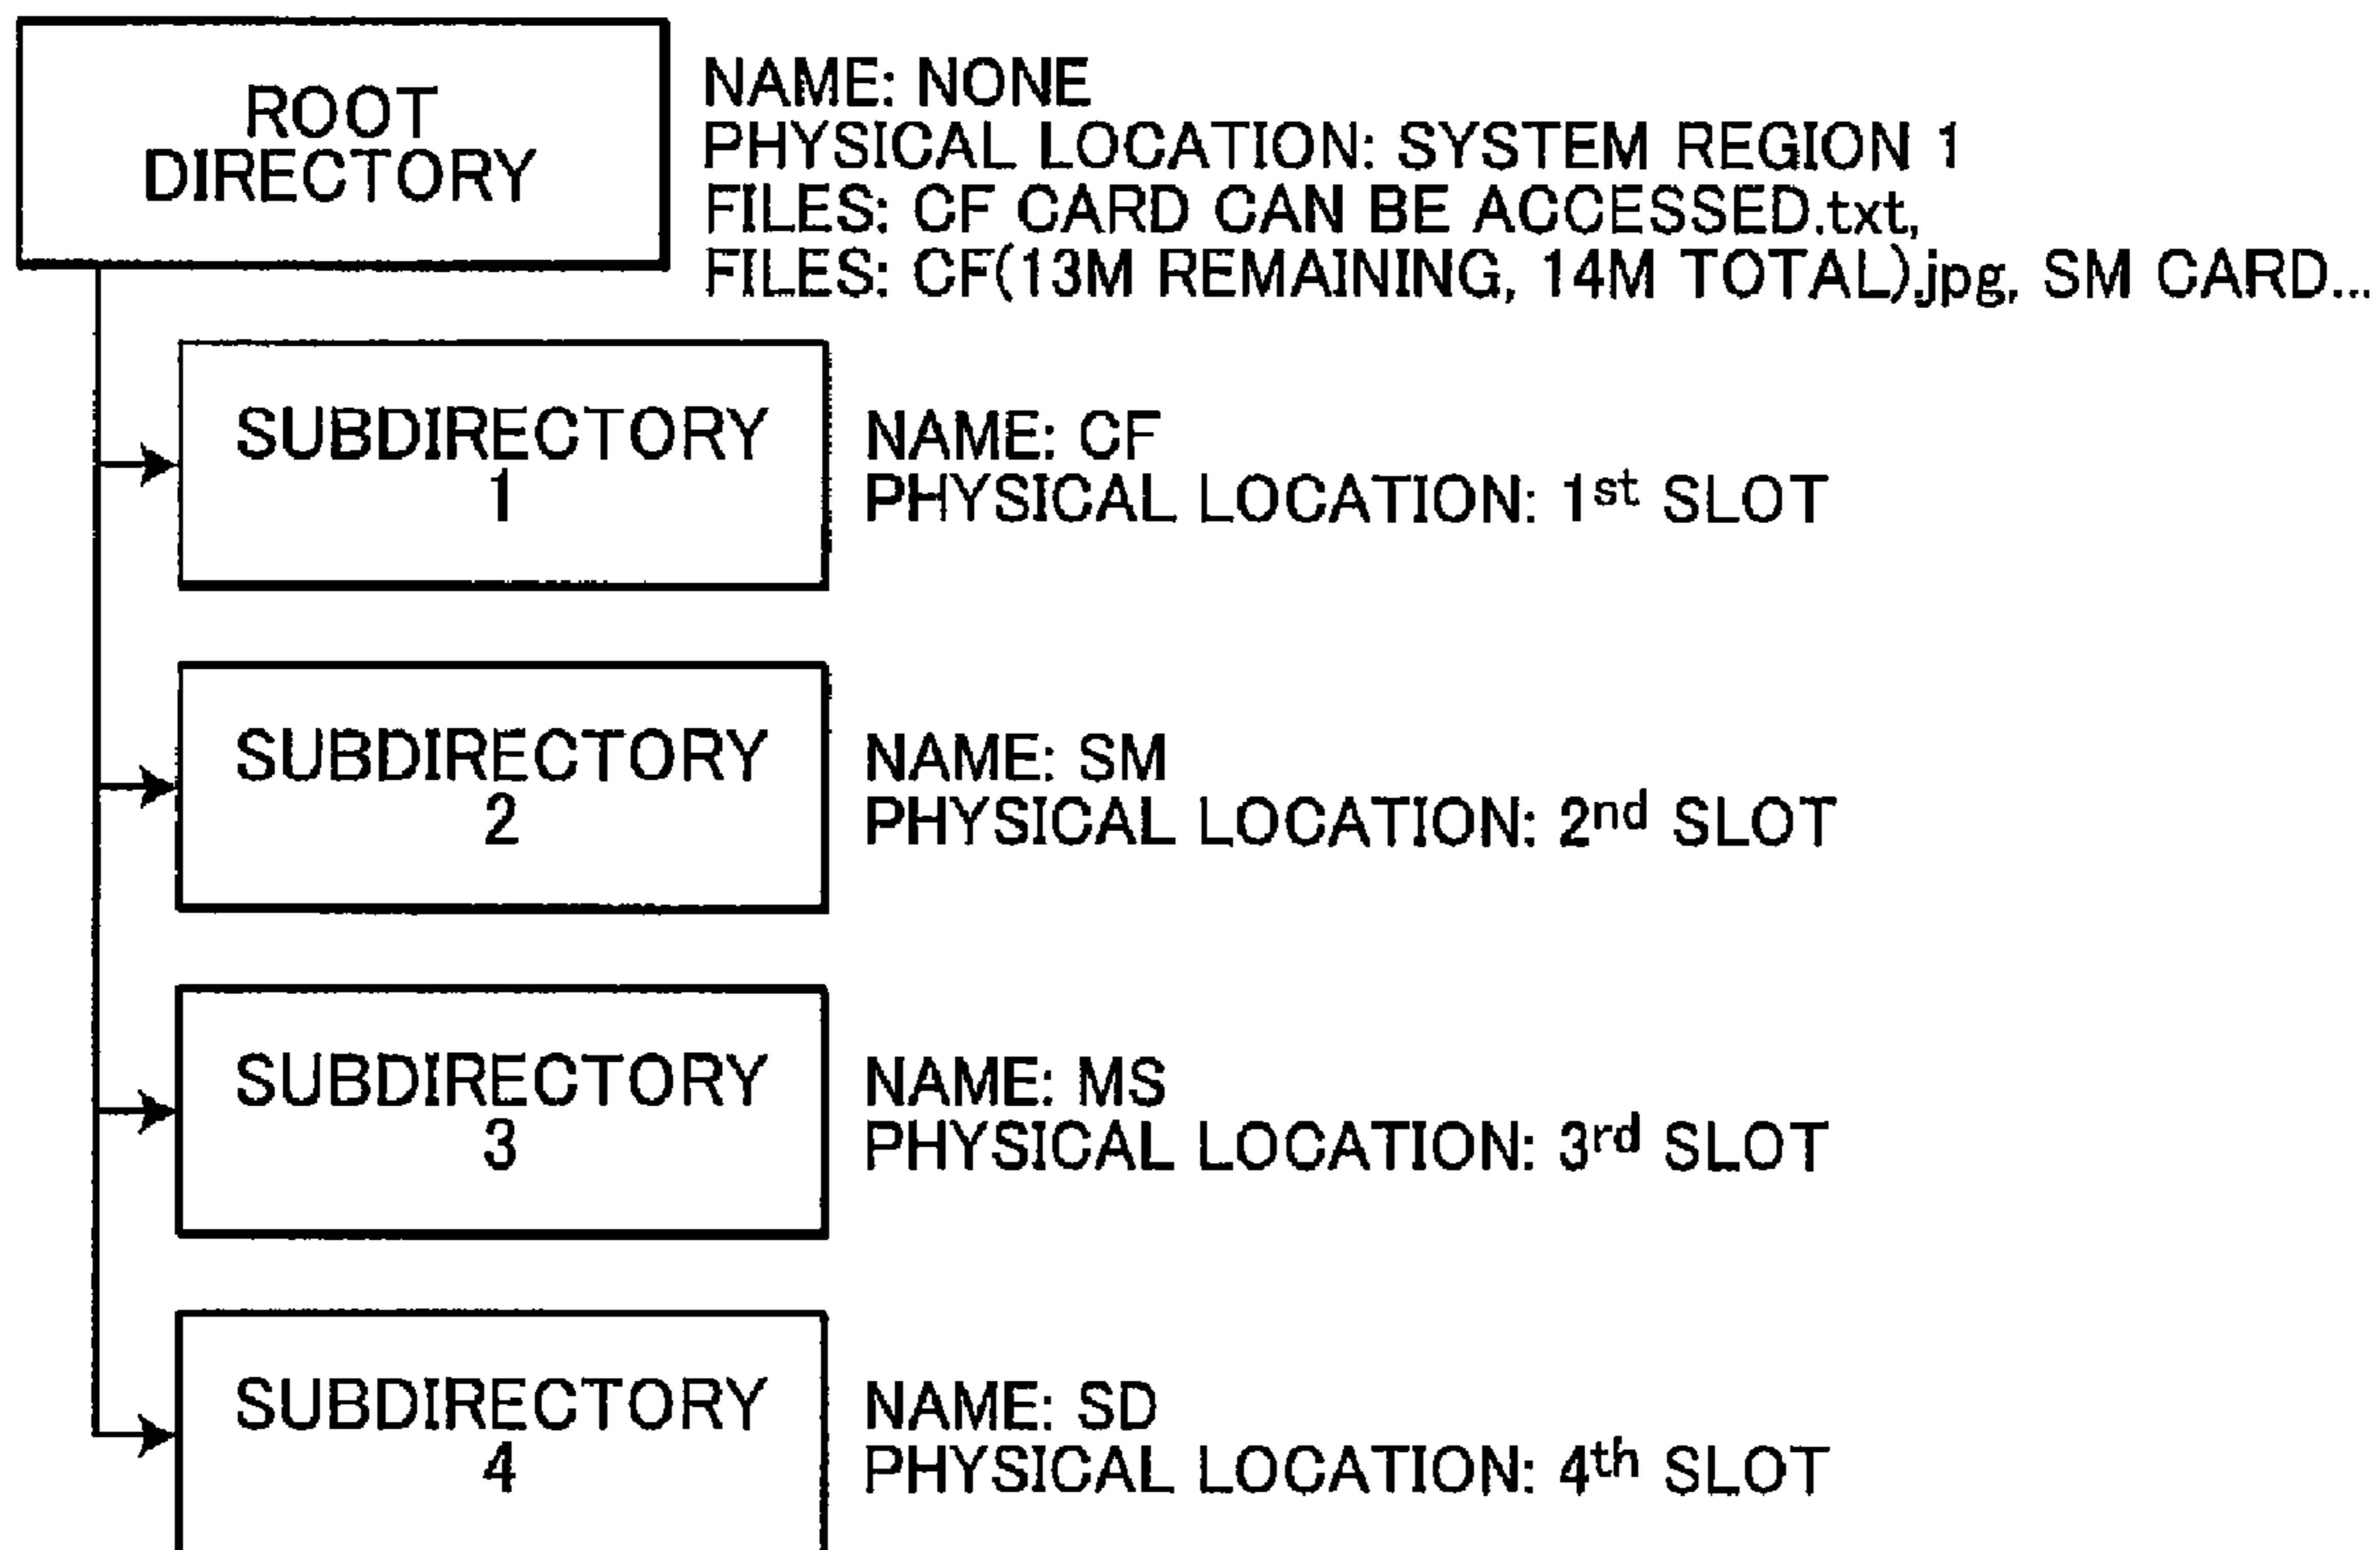 ROOT
DIRECTORY
NAME: NONE
PHYSICAL LOCATION: SYSTEM REGION 1
FILES: CF CARD CAN BE ACCESSED.txt,
FILES: CF(13M REMAINING, 14M TOTAL).jpg, SM CARD...
SUBDIRECTORY
1
NAME: CF
PHYSICAL LOCATION: 1st SLOT
SUBDIRECTORY
2
NAME: SM
PHYSICAL LOCATION: 2nd SLOT
SUBDIRECTORY
3
NAME: MS
PHYSICAL LOCATION: 3rd SLOT
SUBDIRECTORY
4
NAME: SD
PHYSICAL LOCATION: 4th SLOT